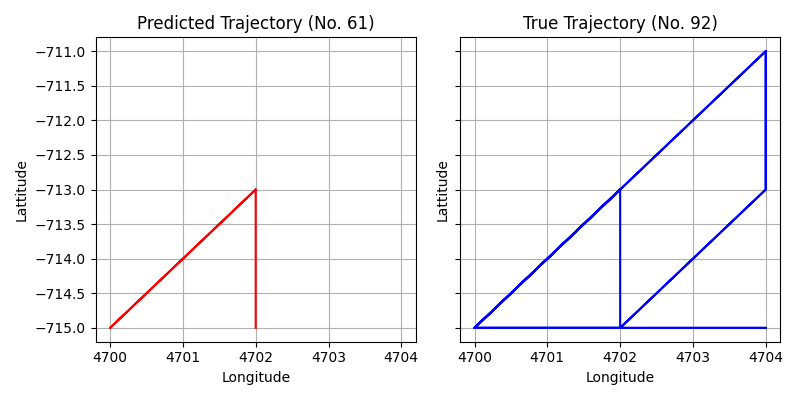 Predicted Trajectory (No. 61)
True Trajectory (No. 92)
−711.0
−711.5
−712.0
−712.5
−713.0
−713.5
−714.0
−714.5
−715.0
Lattitude
Lattitude
4700 4701 4702 4703 4704
4700 4701 4702 4703 4704
Longitude
Longitude